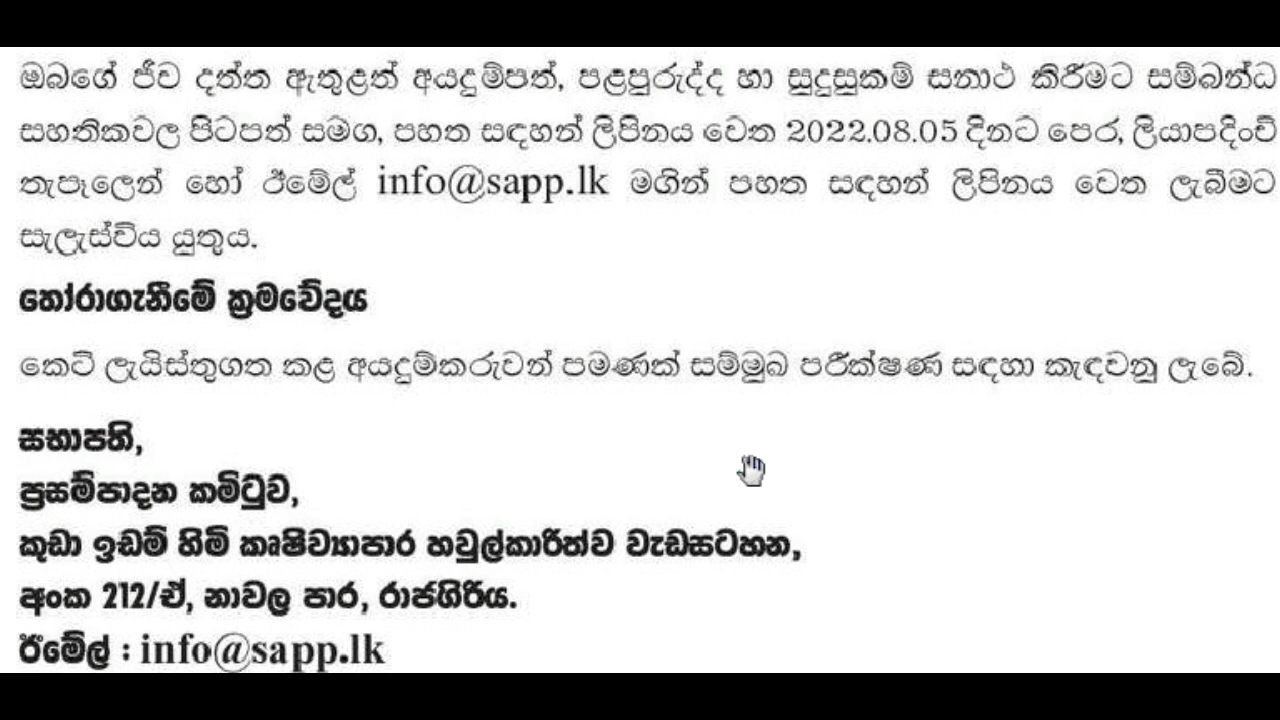 ඔබගේ ජීව දත්ත ඇතුළත් අයදුම්පත්, පළපුරුද්ද හා සුදුසුකම් සනාථ කිරීමට සම්බන්ධ
සහතිකවල පිටපත් සමග, පහත සඳහන් ලිපිනය වෙත 2022.08.05 දිනට පෙර, ලියාපදිංචි
තැපෑලෙන් හෝ ඊමේල් info@sapp.lk මගින් පහත සඳහන් ලිපිනය වෙත ලැබීමට
සැලැස්විය යුතුය.
තෝරාගැනීමේ ක්‍රමවේදය
කෙටි ලැයිස්තුගත කළ අයදුම්කරුවන් පමණක් සම්මුඛ පරීක්ෂණ සඳහා කැඳවනු ලැබේ.
සභාපති,
ප්‍රසම්පාදන කමිටුව,
කුඩා ඉඩම් හිමි කෘෂිව්‍යාපාර හවුල්කාරිත්ව වැඩසටහන,
අංක 212/ඒ, නාවල පාර, රාජගිරිය.
ඊමේල් : info@sapp.lk